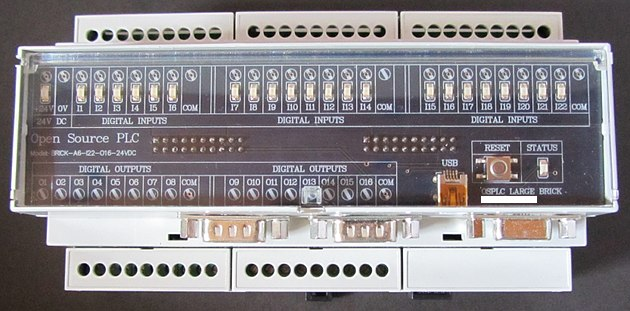 +24V 0V I1 I2 I3 I4 I5 I6 COM I7 I8 I9 I10 I11 I12 I13 I14 COM I15 I16 I17 I18 I19 I20 I21 I22 COM
24V DC DIGITAL INPUTS DIGITAL INPUTS DIGITAL INPUTS
Open Source PLC
Model: BRICK-A6-I22-O16-24VDC
RESET STATUS
DIGITAL OUTPUTS DIGITAL OUTPUTS USB
O1 O2 O3 O4 O5 O6 O7 O8 COM O9 O10 O11 O12 O13 O14 O15 O16 COM
OSPLC LARGE BRICK